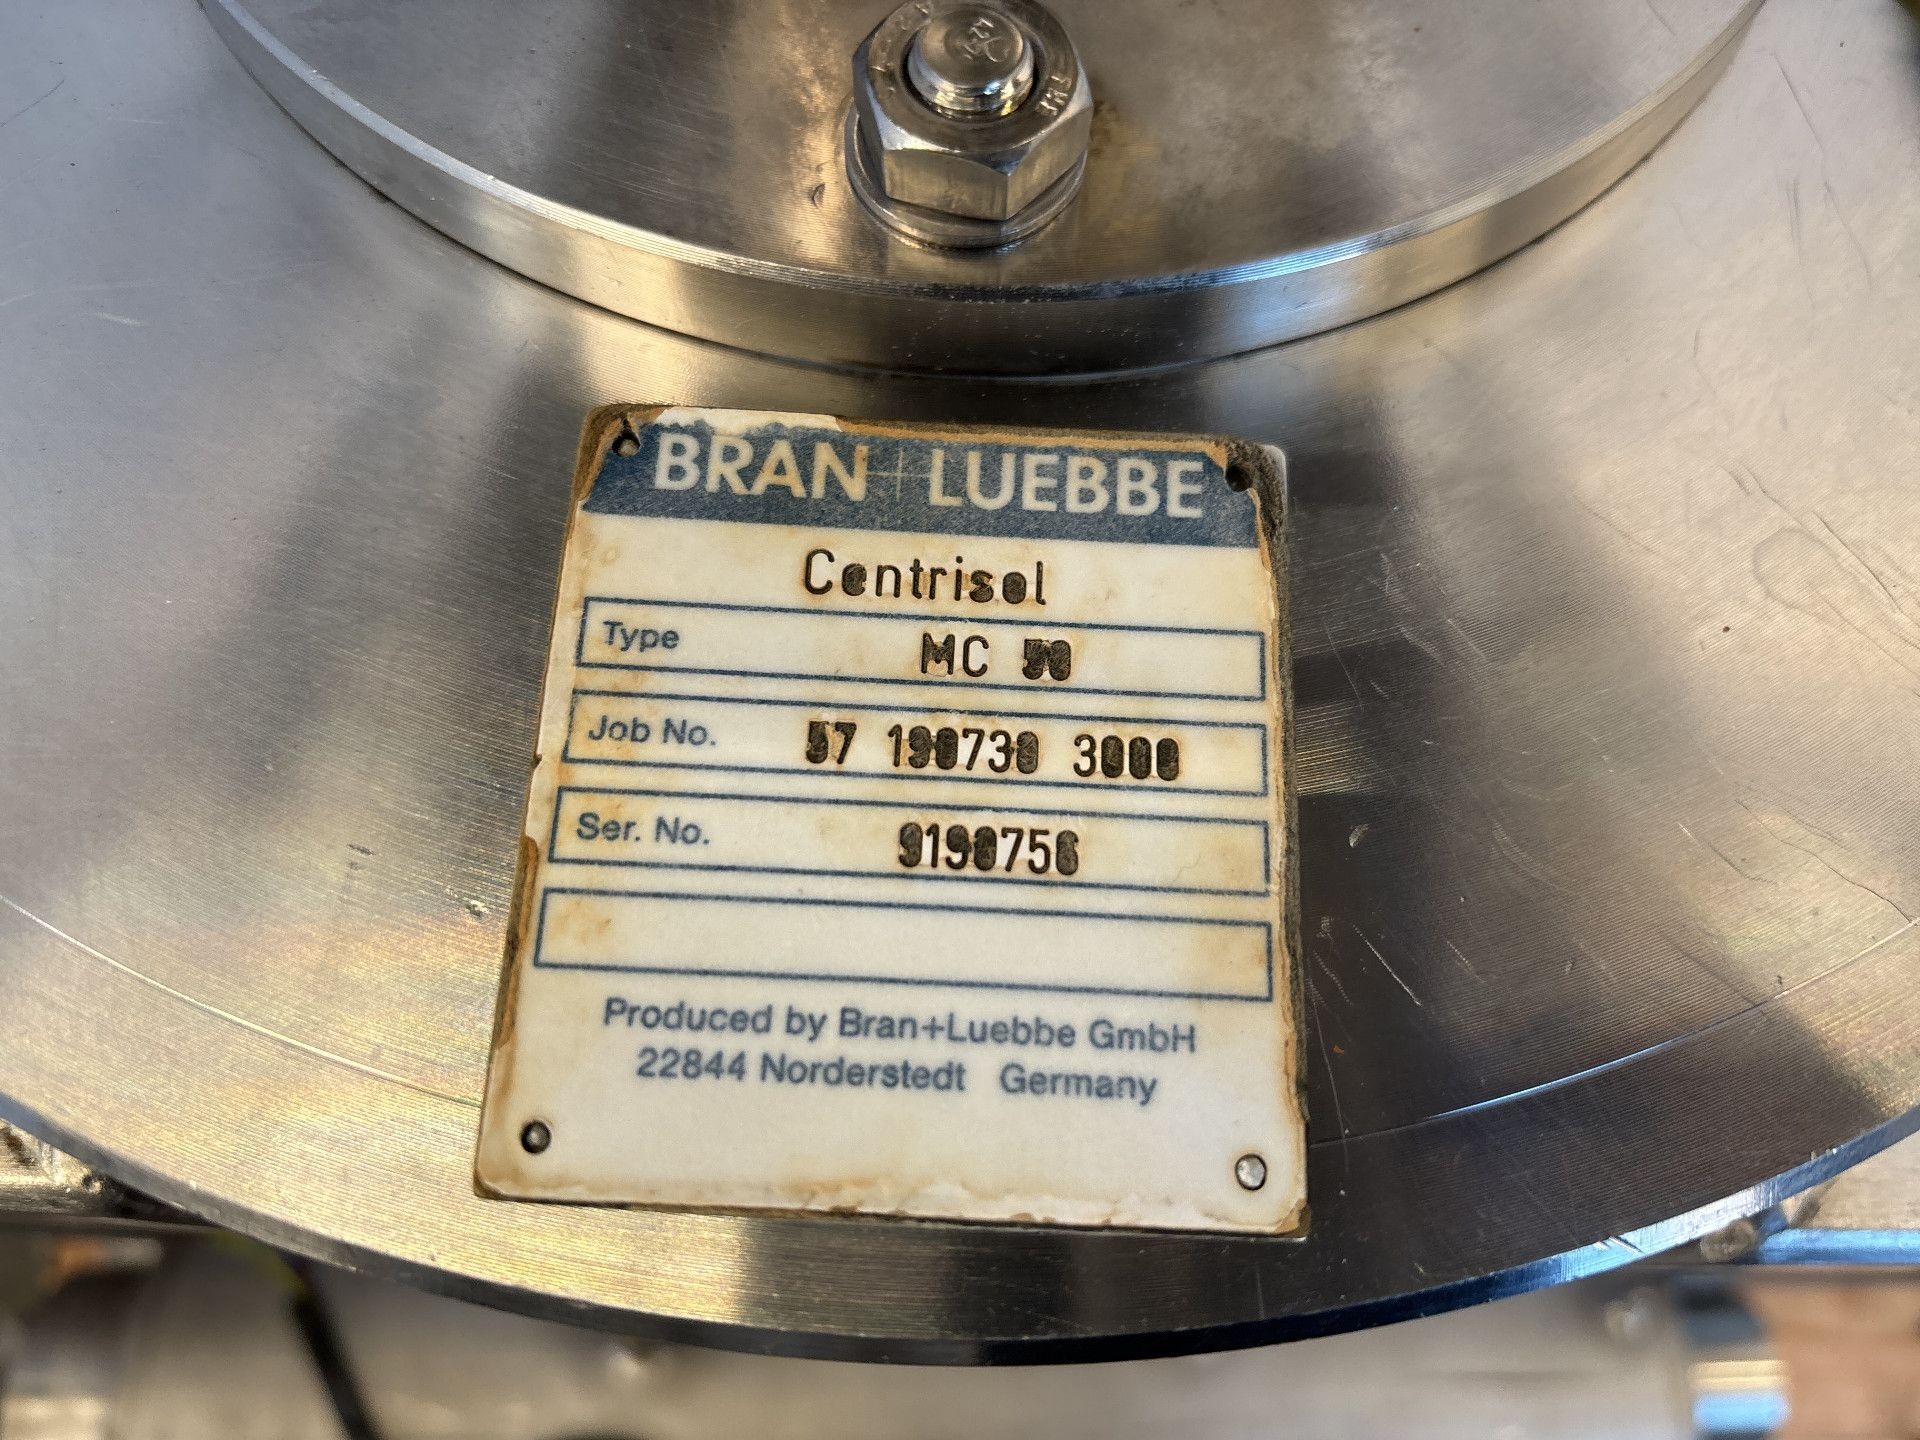 BRAN+LUEBBE
Centrisol
Type MC 50
Job No. 57 190730 3000
Ser. No. 9190756
Produced by Bran+Luebbe GmbH
22844 Norderstedt Germany